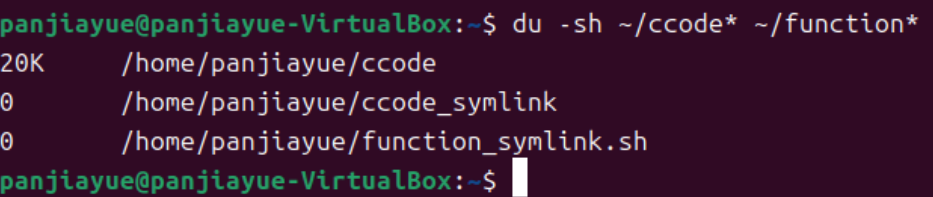 panjiayue@panjiayue-VirtualBox:~$ du -sh ~/ccode* ~/function*
20K	/home/panjiayue/ccode
0	/home/panjiayue/ccode_symlink
0	/home/panjiayue/function_symlink.sh
panjiayue@panjiayue-VirtualBox:~$